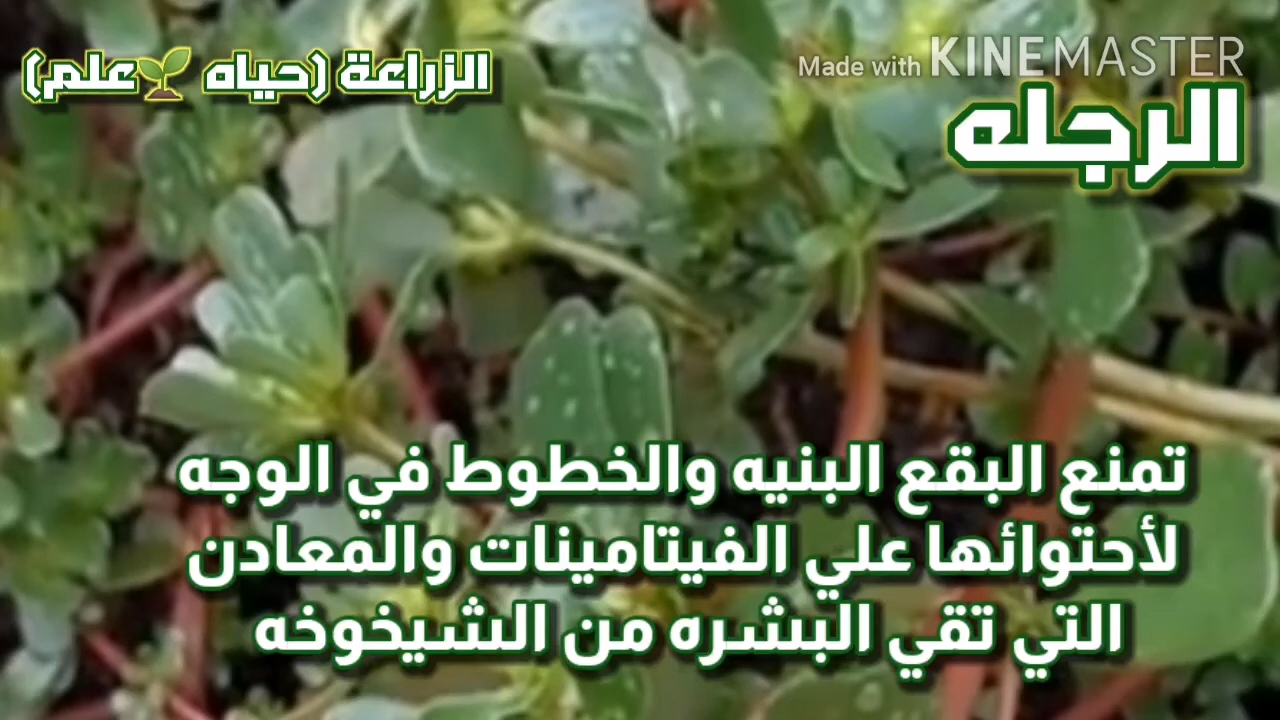 الزراعة (حياه 🌱علم)
Made with KINEMASTER
الرجله
تمنع البقع البنيه والخطوط في الوجه
لأحتوائها علي الفيتامينات والمعادن
التي تقي البشره من الشيخوخه